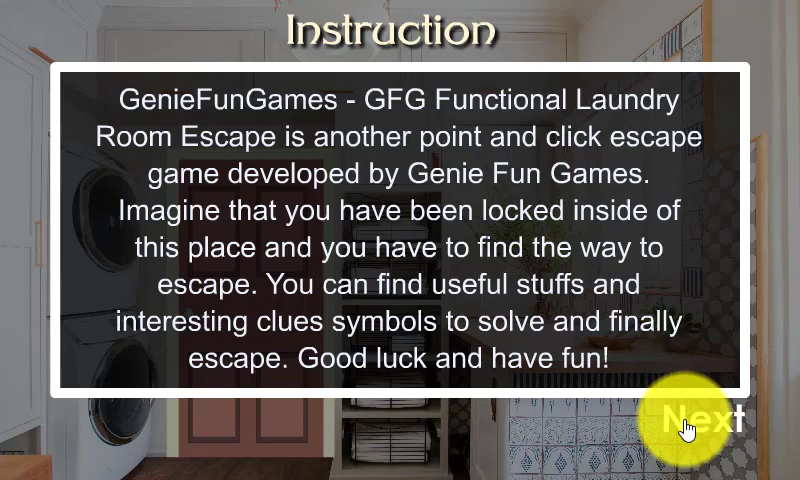 Instruction
GenieFunGames - GFG Functional Laundry
Room Escape is another point and click escape
game developed by Genie Fun Games.
Imagine that you have been locked inside of
this place and you have to find the way to
escape. You can find useful stuffs and
interesting clues symbols to solve and finally
escape. Good luck and have fun!
Next